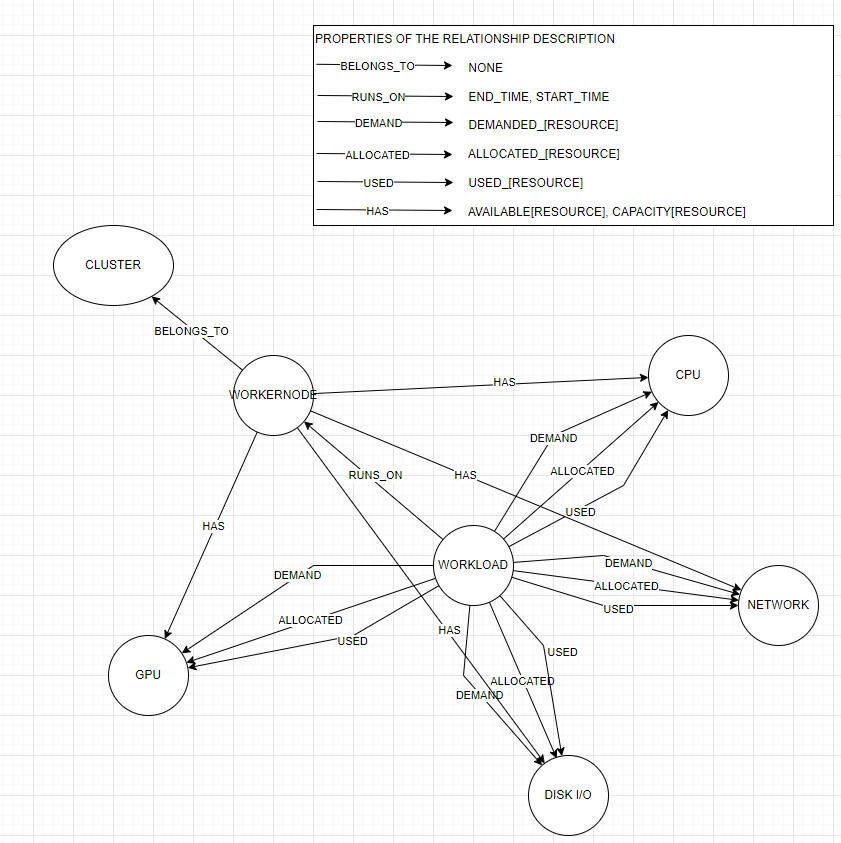 PROPERTIES OF THE RELATIONSHIP DESCRIPTION
BELONGS_TO NONE
RUNS_ON END_TIME, START_TIME
DEMAND DEMANDED_[RESOURCE]
ALLOCATED ALLOCATED_[RESOURCE]
USED USED_[RESOURCE]
HAS AVAILABLE[RESOURCE], CAPACITY[RESOURCE]
CLUSTER
BELONGS_TO
CPU
HAS
WORKERNODE
DEMAND
ALLOCATED
RUNS_ON
HAS
USED
HAS
WORKLOAD
DEMAND
DEMAND
ALLOCATED
NETWORK
USED
ALLOCATED
HAS
USED
USED
GPU
ALLOCATED
DEMAND
DISK I/O